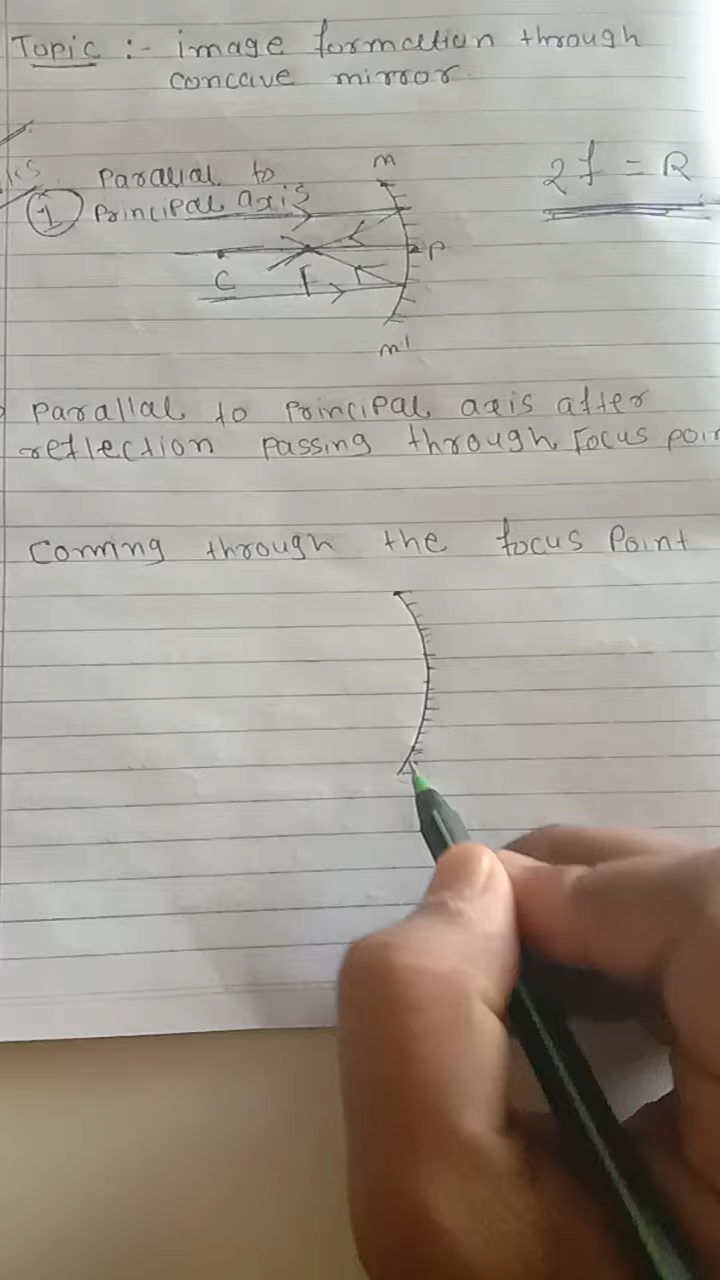 Topic :- image formation through
concave mirror.
parallal to
① principal axis
M
2f = R
C
F
P
M'
parallal to principal axis after
reflection passing through focus poin
Coming through the focus point